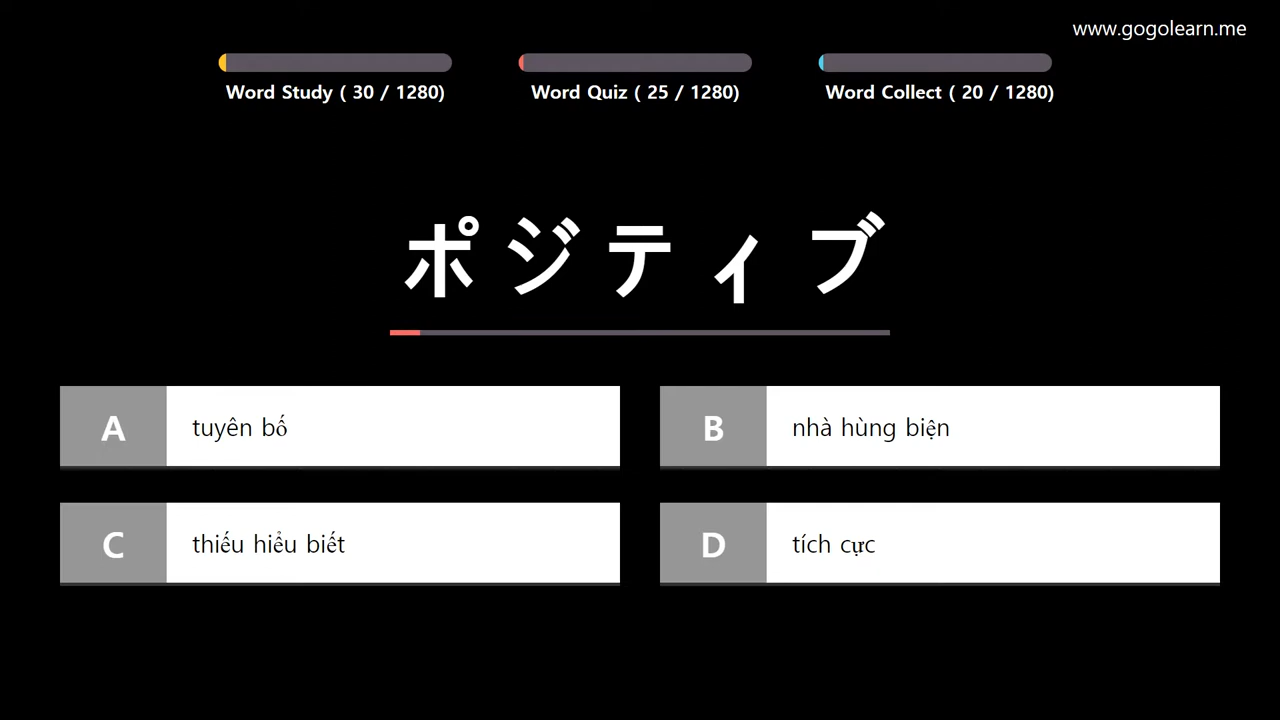 www.gogolearn.me
Word Study ( 30 / 1280)
Word Quiz ( 25 / 1280)
Word Collect ( 20 / 1280)
ポジティブ
A tuyên bố
B nhà hùng biện
C thiếu hiểu biết
D tích cực